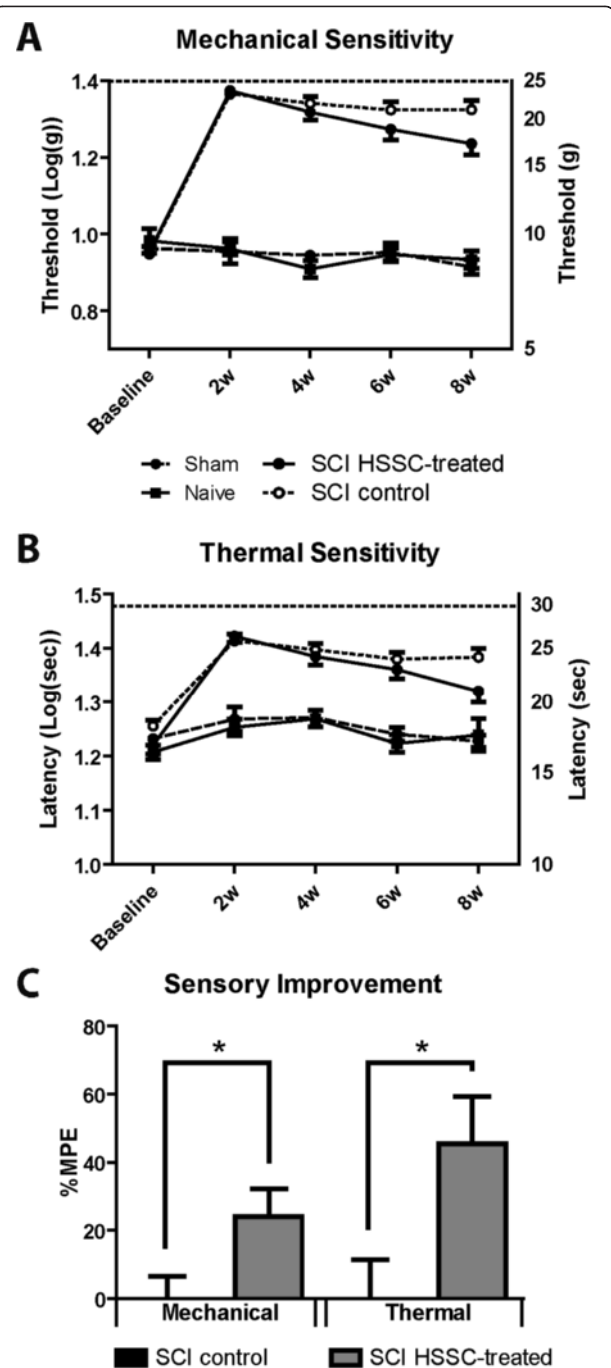 A Mechanical Sensitivity
Threshold (Log(g))
1.4
1.2
1.0
0.8
25
20
15
10
5
Threshold (g)
Baseline 2w 4w 6w 8w
Sham SCI HSSC-treated
Naive SCI control
B Thermal Sensitivity
Latency (Log(sec))
1.5
1.4
1.3
1.2
1.1
1.0
30
25
20
15
10
Latency (sec)
Baseline 2w 4w 6w 8w
C Sensory Improvement
%MPE
80
60
40
20
0
* *
Mechanical Thermal
SCI control SCI HSSC-treated